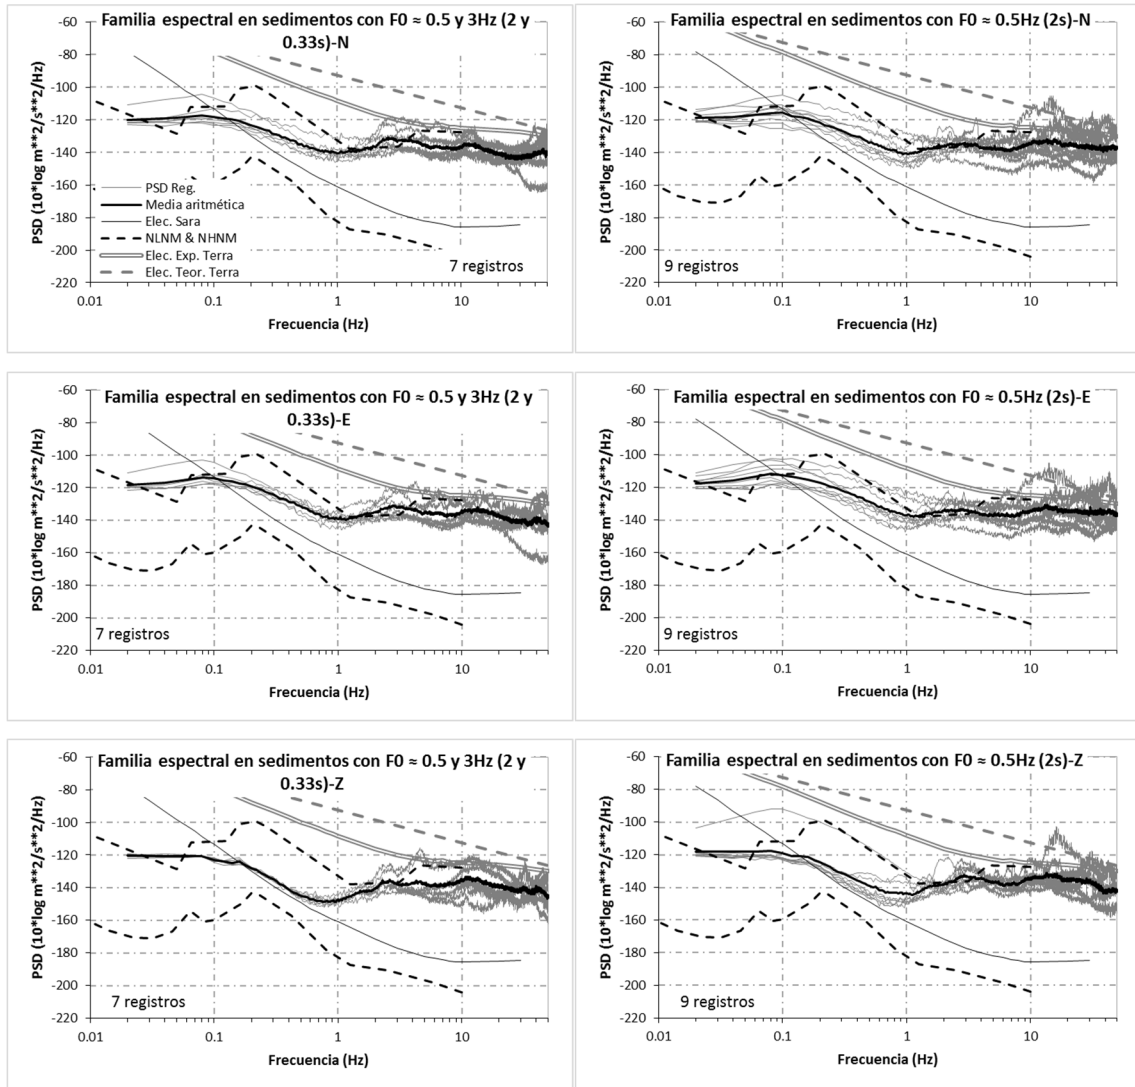 Familia espectral en sedimentos con F0 ≈ 0.5 y 3Hz (2 y
0.33s)-N
PSD (10*log m**2/s**2/Hz)
-60
-80
-100
-120
-140
-160
-180
-200
-220
PSD Reg.
Media aritmética
Elec. Sara
NLNM & NHNM
Elec. Exp. Terra
Elec. Teor. Terra
7 registros
0.01 0.1 1 10
Frecuencia (Hz)
Familia espectral en sedimentos con F0 ≈ 0.5Hz (2s)-N
PSD (10*log m**2/s**2/Hz)
-60
-80
-100
-120
-140
-160
-180
-200
-220
9 registros
0.01 0.1 1 10
Frecuencia (Hz)
Familia espectral en sedimentos con F0 ≈ 0.5 y 3Hz (2 y
0.33s)-E
PSD (10*log m**2/s**2/Hz)
-60
-80
-100
-120
-140
-160
-180
-200
-220
7 registros
0.01 0.1 1 10
Frecuencia (Hz)
Familia espectral en sedimentos con F0 ≈ 0.5Hz (2s)-E
PSD (10*log m**2/s**2/Hz)
-60
-80
-100
-120
-140
-160
-180
-200
-220
9 registros
0.01 0.1 1 10
Frecuencia (Hz)
Familia espectral en sedimentos con F0 ≈ 0.5 y 3Hz (2 y
0.33s)-Z
PSD (10*log m**2/s**2/Hz)
-60
-80
-100
-120
-140
-160
-180
-200
-220
7 registros
0.01 0.1 1 10
Frecuencia (Hz)
Familia espectral en sedimentos con F0 ≈ 0.5Hz (2s)-Z
PSD (10*log m**2/s**2/Hz)
-60
-80
-100
-120
-140
-160
-180
-200
-220
9 registros
0.01 0.1 1 10
Frecuencia (Hz)